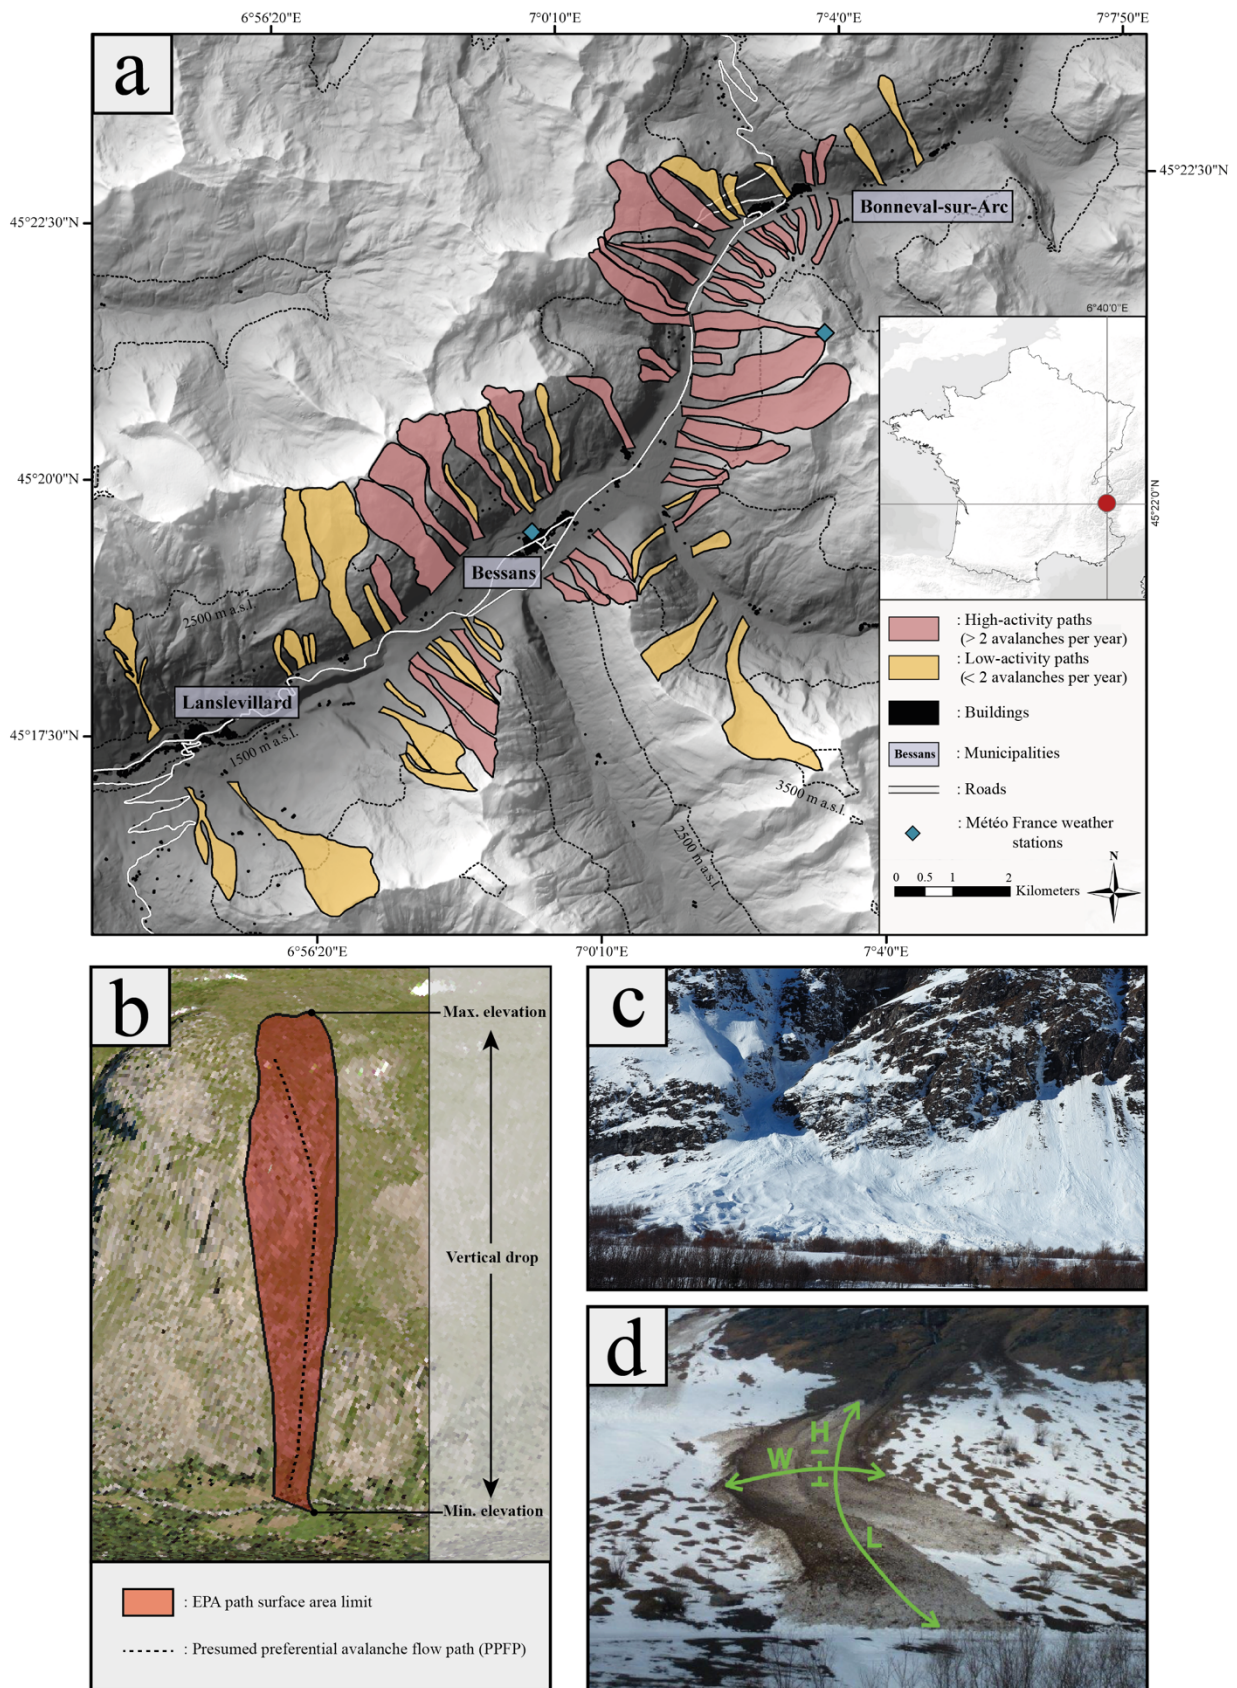 6°56'20"E
7°0'10"E
7°4'0"E
7°7'50"E
a
45°22'30"N
45°22'30"N
Bonneval-sur-Arc
6°40'0"E
45°22'0"N
45°20'0"N
Bessans
2500 m a.s.l.
Lanslevillard
45°17'30"N
1500 m a.s.l.
3500 m a.s.l.
2500 m a.s.l.
: High-activity paths
(> 2 avalanches per year)
: Low-activity paths
(< 2 avalanches per year)
: Buildings
Bessans : Municipalities
: Roads
: Météo France weather
stations
N
0 0.5 1 2
Kilometers
6°56'20"E
7°0'10"E
7°4'0"E
b
Max. elevation
Vertical drop
Min. elevation
: EPA path surface area limit
: Presumed preferential avalanche flow path (PPFP)
c
d
H
W
L